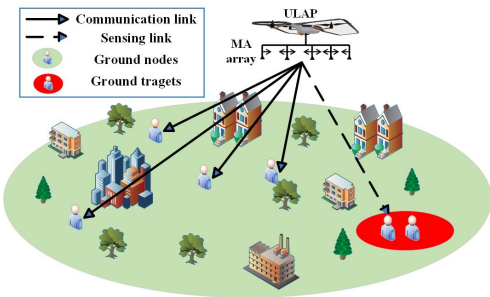 Communication link
Sensing link
Ground nodes
Ground tragets
ULAP
MA
array